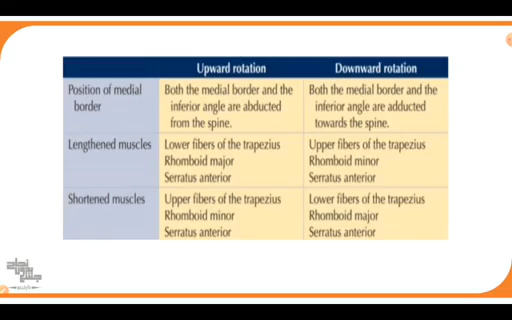 Upward rotation
Downward rotation
Position of medial
border
Both the medial border and the
inferior angle are abducted
from the spine.
Both the medial border and the
inferior angle are adducted
towards the spine.
Lengthened muscles
Lower fibers of the trapezius
Rhomboid major
Serratus anterior
Upper fibers of the trapezius
Rhomboid minor
Serratus anterior
Shortened muscles
Upper fibers of the trapezius
Rhomboid minor
Serratus anterior
Lower fibers of the trapezius
Rhomboid major
Serratus anterior